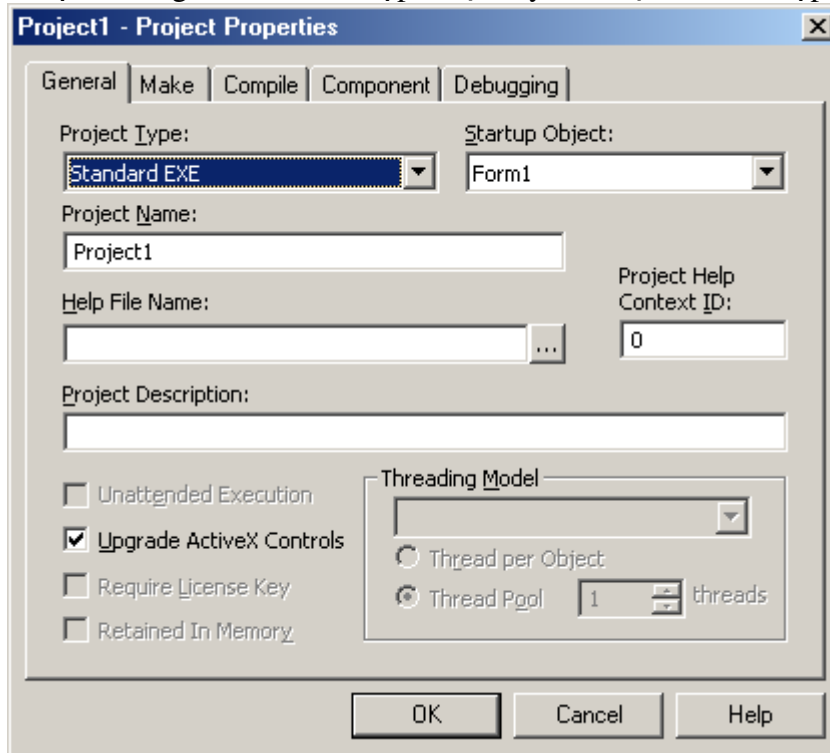 Project1 - Project Properties
General Make Compile Component Debugging
Project Type: Startup Object:
Standard EXE Form1
Project Name:
Project1
Project Help
Context ID:
Help File Name:
... 0
Project Description:
Unattended Execution
Upgrade ActiveX Controls
Require License Key
Retained In Memory
Threading Model
Thread per Object
Thread Pool 1 threads
OK Cancel Help